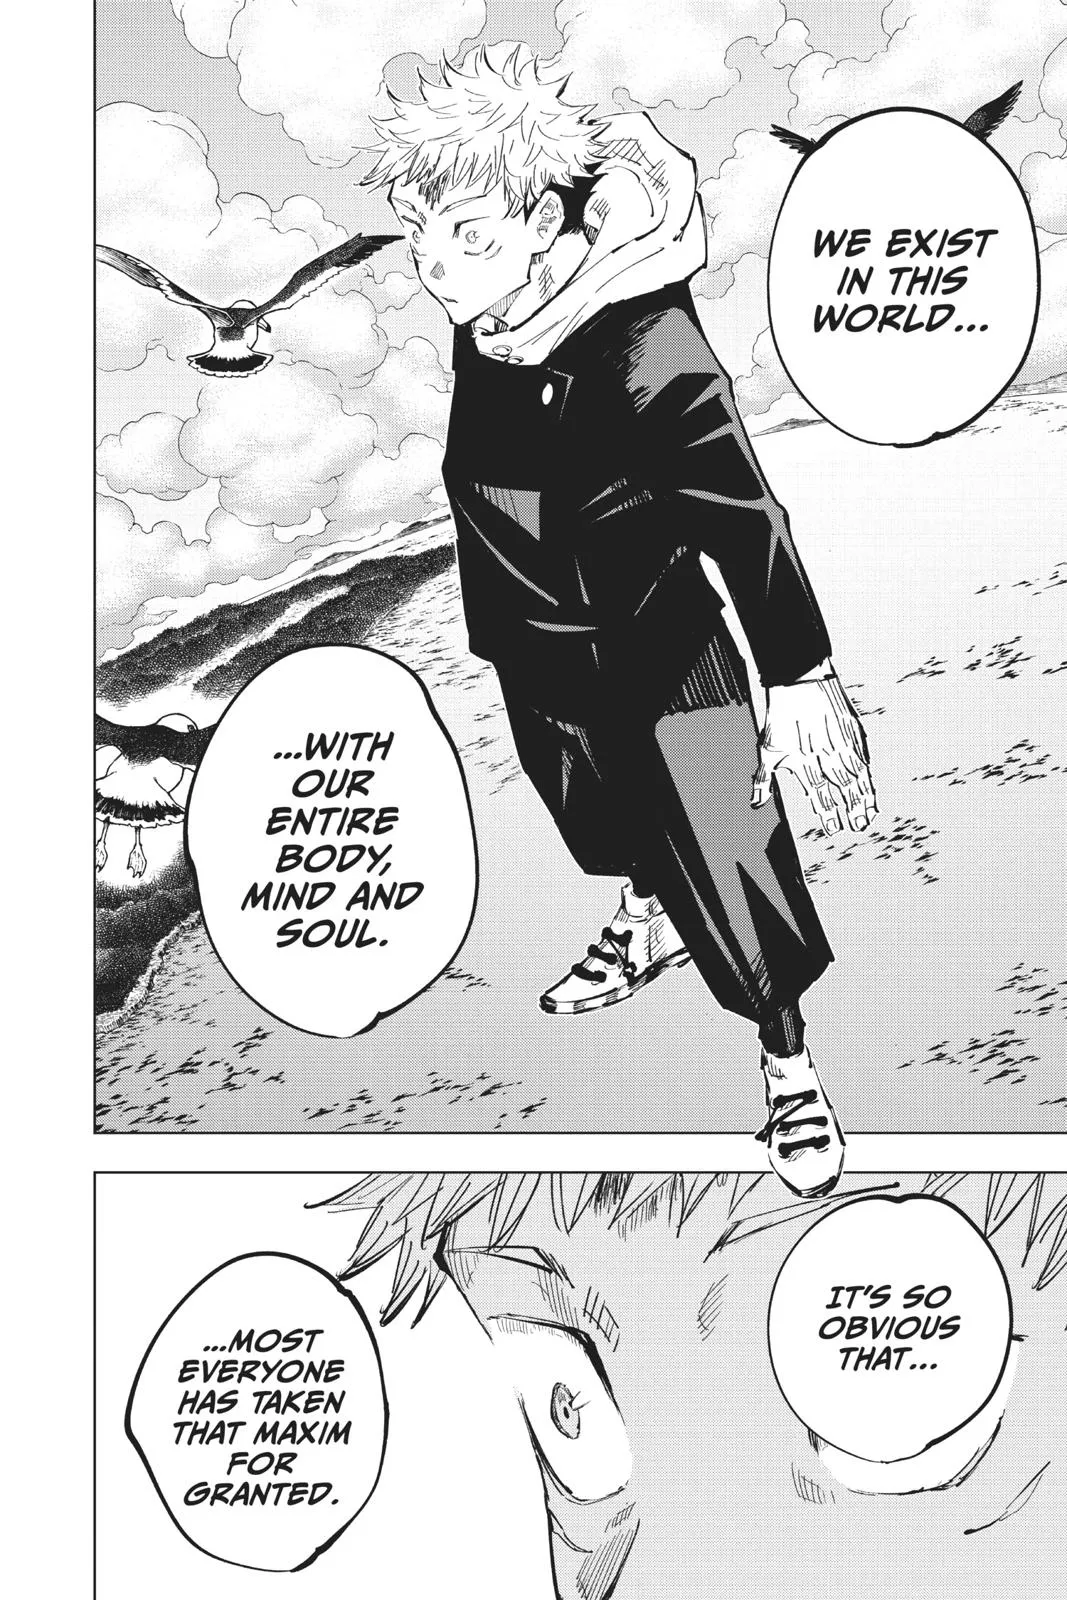 WE EXIST
IN THIS
WORLD...
...WITH
OUR
ENTIRE
BODY,
MIND AND
SOUL.
IT'S SO
OBVIOUS
THAT...
...MOST
EVERYONE
HAS TAKEN
THAT MAXIM
FOR
GRANTED.